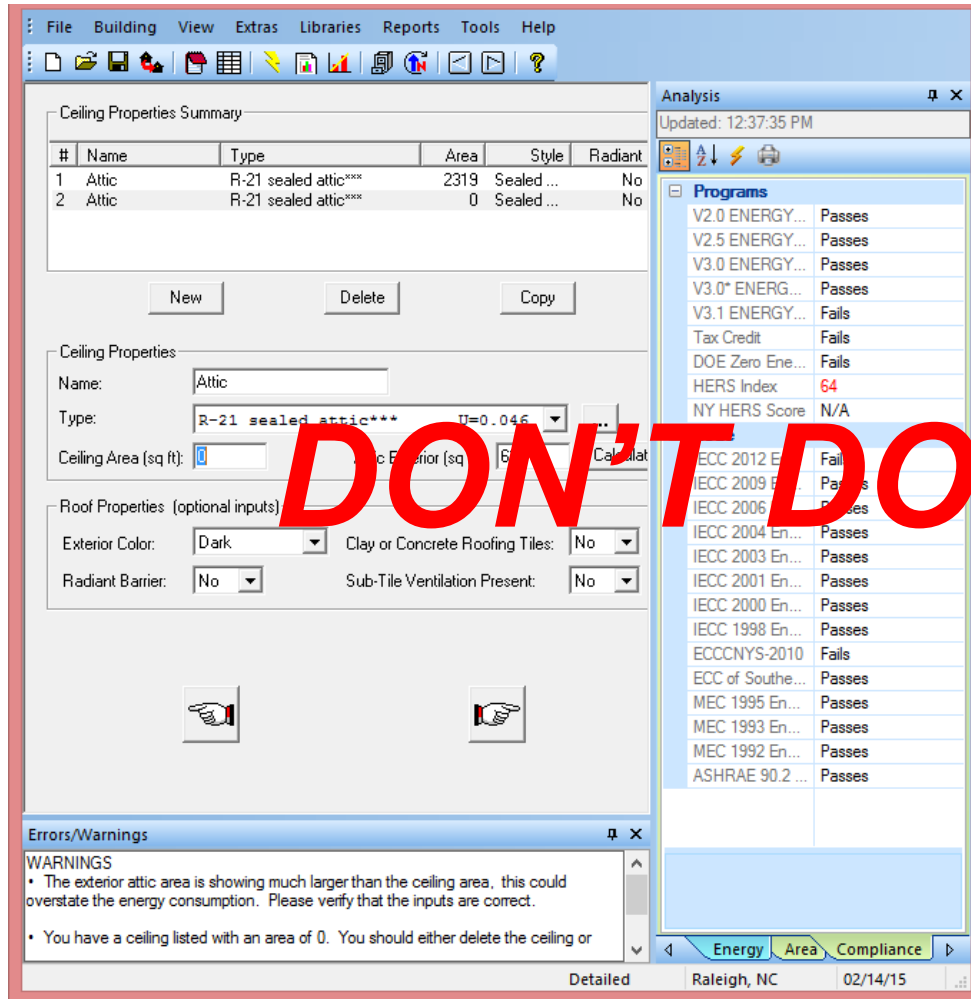 File Building View Extras Libraries Reports Tools Help
Ceiling Properties Summary
# Name Type Area Style Radiant
1 Attic R-21 sealed attic*** 2319 Sealed ... No
2 Attic R-21 sealed attic*** 0 Sealed ... No
New Delete Copy
Ceiling Properties
Name: Attic
Type: R-21 sealed attic*** U=0.046 ...
Ceiling Area (sq ft): 0
DON'T DO
Roof Properties (optional inputs)
Exterior Color: Dark Clay or Concrete Roofing Tiles: No
Radiant Barrier: No Sub-Tile Ventilation Present: No
Errors/Warnings
WARNINGS
• The exterior attic area is showing much larger than the ceiling area, this could
overstate the energy consumption. Please verify that the inputs are correct.
• You have a ceiling listed with an area of 0. You should either delete the ceiling or
Analysis
Updated: 12:37:35 PM
Programs
V2.0 ENERGY... Passes
V2.5 ENERGY... Passes
V3.0 ENERGY... Passes
V3.0* ENERG... Passes
V3.1 ENERGY... Fails
Tax Credit Fails
DOE Zero Ene... Fails
HERS Index 64
NY HERS Score N/A
IECC 2012
IECC 2009
IECC 2006
IECC 2004 En... Passes
IECC 2003 En... Passes
IECC 2001 En... Passes
IECC 2000 En... Passes
IECC 1998 En... Passes
ECCCNYS-2010 Fails
ECC of Southe... Passes
MEC 1995 En... Passes
MEC 1993 En... Passes
MEC 1992 En... Passes
ASHRAE 90.2 ... Passes
Energy Area Compliance
Detailed Raleigh, NC 02/14/15